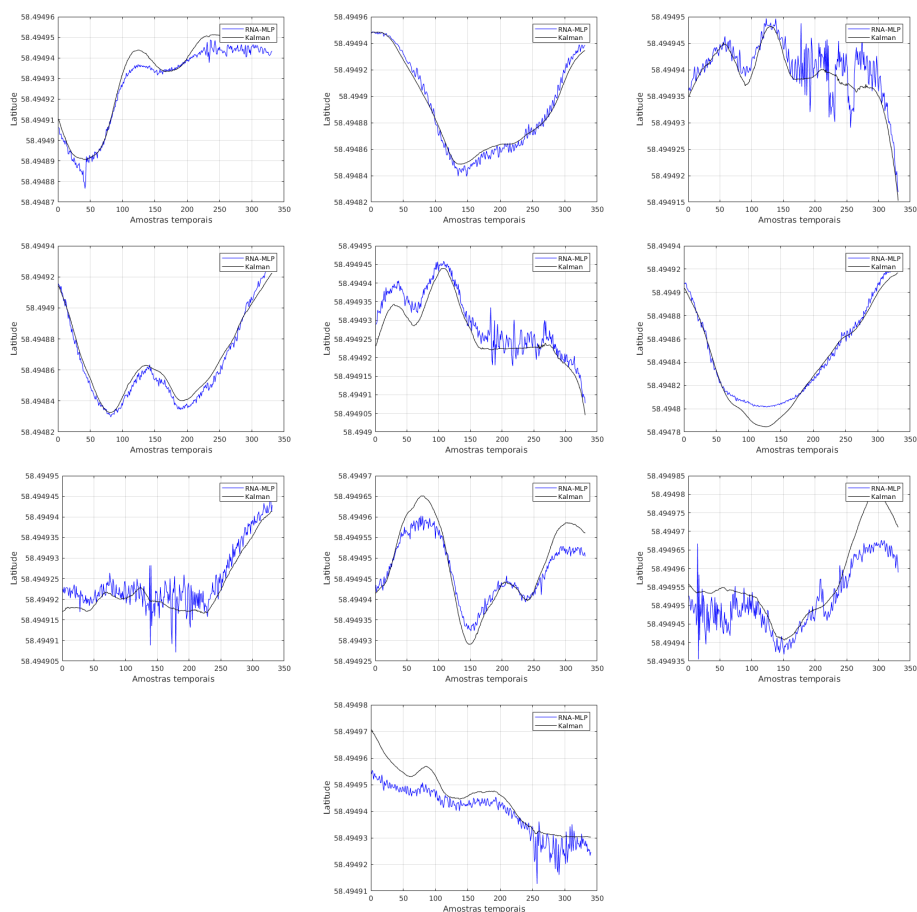 58.49496
58.49495
58.49494
58.49493
58.49492
58.49491
58.4949
58.49489
58.49488
58.49487
Latitude
RNA-MLP
Kalman
0 50 100 150 200 250 300 350
Amostras temporais
58.49496
58.49494
58.49492
58.4949
58.49488
58.49486
58.49484
58.49482
Latitude
RNA-MLP
Kalman
0 50 100 150 200 250 300 350
Amostras temporais
58.49495
58.494945
58.49494
58.494935
58.49493
58.494925
58.49492
58.494915
Latitude
RNA-MLP
Kalman
0 50 100 150 200 250 300 350
Amostras temporais
58.49494
58.49492
58.4949
58.49488
58.49486
58.49484
58.49482
Latitude
RNA-MLP
Kalman
0 50 100 150 200 250 300 350
Amostras temporais
58.49495
58.494945
58.49494
58.494935
58.49493
58.494925
58.49492
58.494915
58.49491
58.494905
58.4949
Latitude
RNA-MLP
Kalman
0 50 100 150 200 250 300 350
Amostras temporais
58.49494
58.49492
58.4949
58.49488
58.49486
58.49484
58.49482
58.4948
58.49478
Latitude
RNA-MLP
Kalman
0 50 100 150 200 250 300 350
Amostras temporais
58.49495
58.494945
58.49494
58.494935
58.49493
58.494925
58.49492
58.494915
58.49491
58.494905
Latitude
RNA-MLP
Kalman
0 50 100 150 200 250 300 350
Amostras temporais
58.49497
58.494965
58.49496
58.494955
58.49495
58.494945
58.49494
58.494935
58.49493
58.494925
Latitude
RNA-MLP
Kalman
0 50 100 150 200 250 300 350
Amostras temporais
58.494985
58.49498
58.494975
58.49497
58.494965
58.49496
58.494955
58.49495
58.494945
58.49494
58.494935
Latitude
RNA-MLP
Kalman
0 50 100 150 200 250 300 350
Amostras temporais
58.49498
58.49497
58.49496
58.49495
58.49494
58.49493
58.49492
58.49491
Latitude
RNA-MLP
Kalman
0 50 100 150 200 250 300 350
Amostras temporais